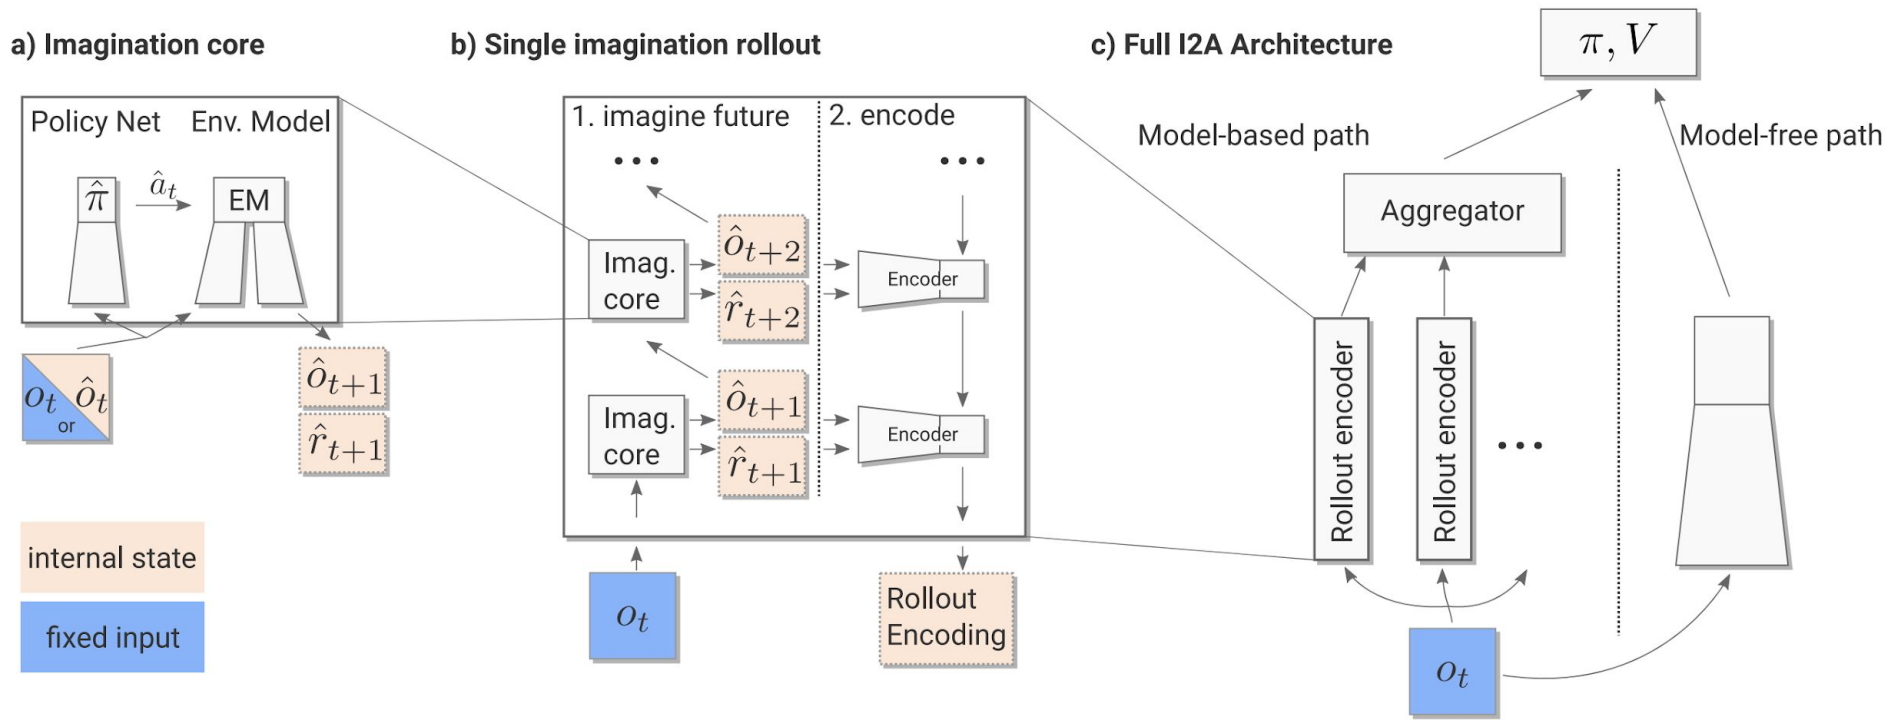 a) Imagination core
Policy Net
Env. Model
π̂
â_t
EM
o_t
ô_t
or
ô_{t+1}
r̂_{t+1}
internal state
fixed input
b) Single imagination rollout
1. imagine future
2. encode
...
...
Imag.
core
ô_{t+2}
r̂_{t+2}
Encoder
Imag.
core
ô_{t+1}
r̂_{t+1}
Encoder
o_t
Rollout
Encoding
c) Full I2A Architecture
π, V
Model-based path
Model-free path
Aggregator
Rollout encoder
Rollout encoder
...
o_t